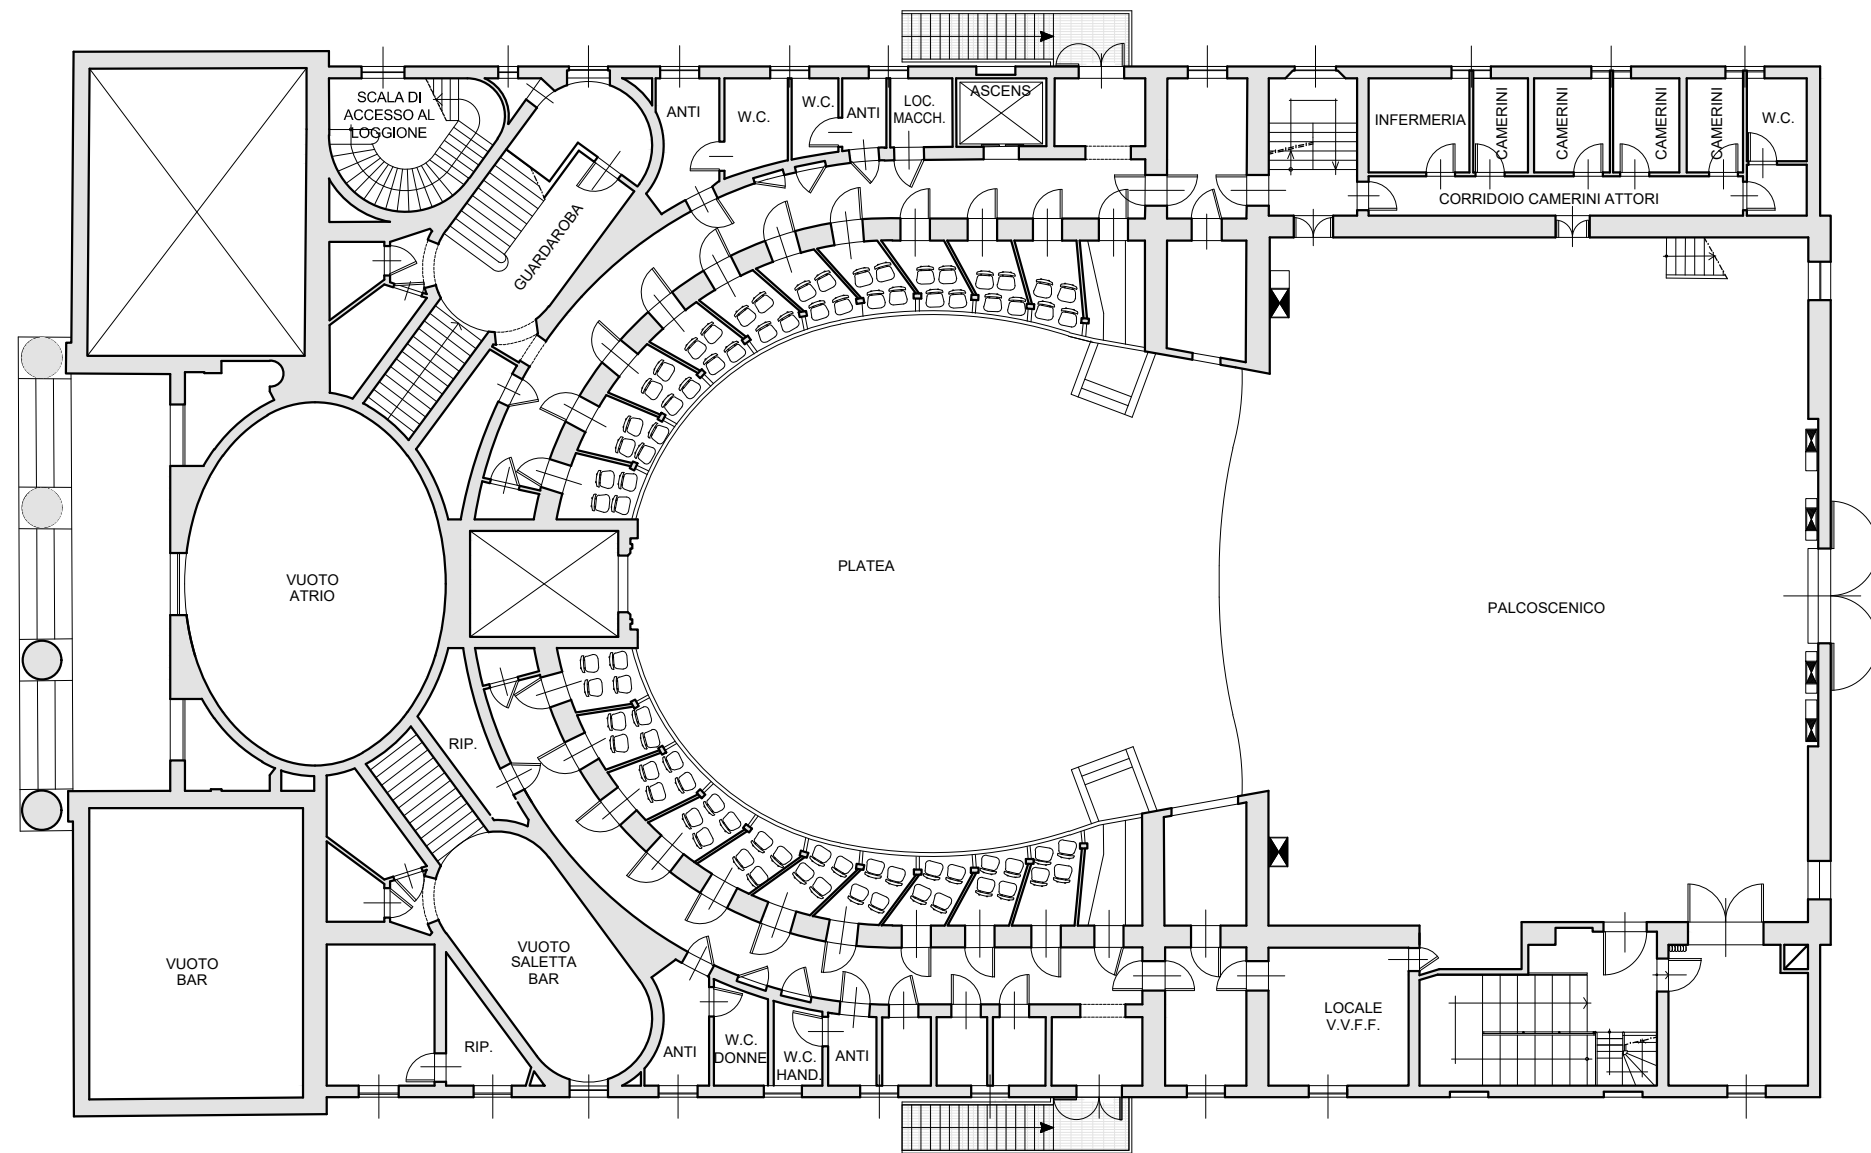 SCALA DI
ACCESSO AL
LOGGIONE
ANTI
W.C.
W.C.
ANTI
LOC.
MACCH.
ASCENS
INFERMERIA
CAMERINI
CAMERINI
CAMERINI
CAMERINI
W.C.
CORRIDOIO CAMERINI ATTORI
GUARDAROBA
VUOTO
ATRIO
PLATEA
PALCOSCENICO
RIP.
VUOTO
BAR
VUOTO
SALETTA
BAR
RIP.
ANTI
W.C.
DONNE
W.C.
HAND.
ANTI
LOCALE
V.V.F.F.